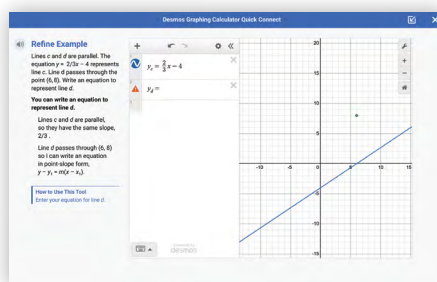 Desmos Graphing Calculator Quick Connect
Refine Example
Lines c and d are parallel. The
equation y = 2/3x − 4 represents
line c. Line d passes through the
point (6, 8). Write an equation to
represent line d.
You can write an equation to
represent line d.
Lines c and d are parallel,
so they have the same slope,
2/3 .
Line d passes through (6, 8)
so I can write an equation
in point-slope form,
y − y₁ = m(x − x₁).
How to Use This Tool
Enter your equation for line d
y_c = 2/3 x − 4
y_d =
powered by
desmos
20
15
10
5
-10
-5
0
5
10
15
-5
-10
-15